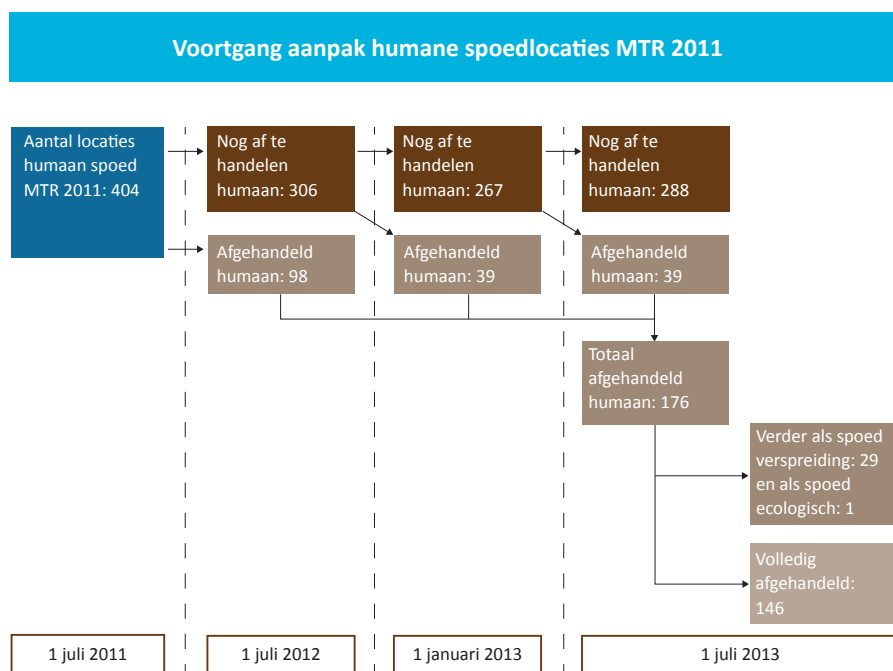 Voortgang aanpak humane spoedlocaties MTR 2011
Aantal locaties
humaan spoed
MTR 2011: 404
Nog af te
handelen
humaan: 306
Nog af te
handelen
humaan: 267
Nog af te
handelen
humaan: 288
Afgehandeld
humaan: 98
Afgehandeld
humaan: 39
Afgehandeld
humaan: 39
Totaal
afgehandeld
humaan: 176
Verder als spoed
verspreiding: 29
en als spoed
ecologisch: 1
Volledig
afgehandeld:
146
1 juli 2011
1 juli 2012
1 januari 2013
1 juli 2013